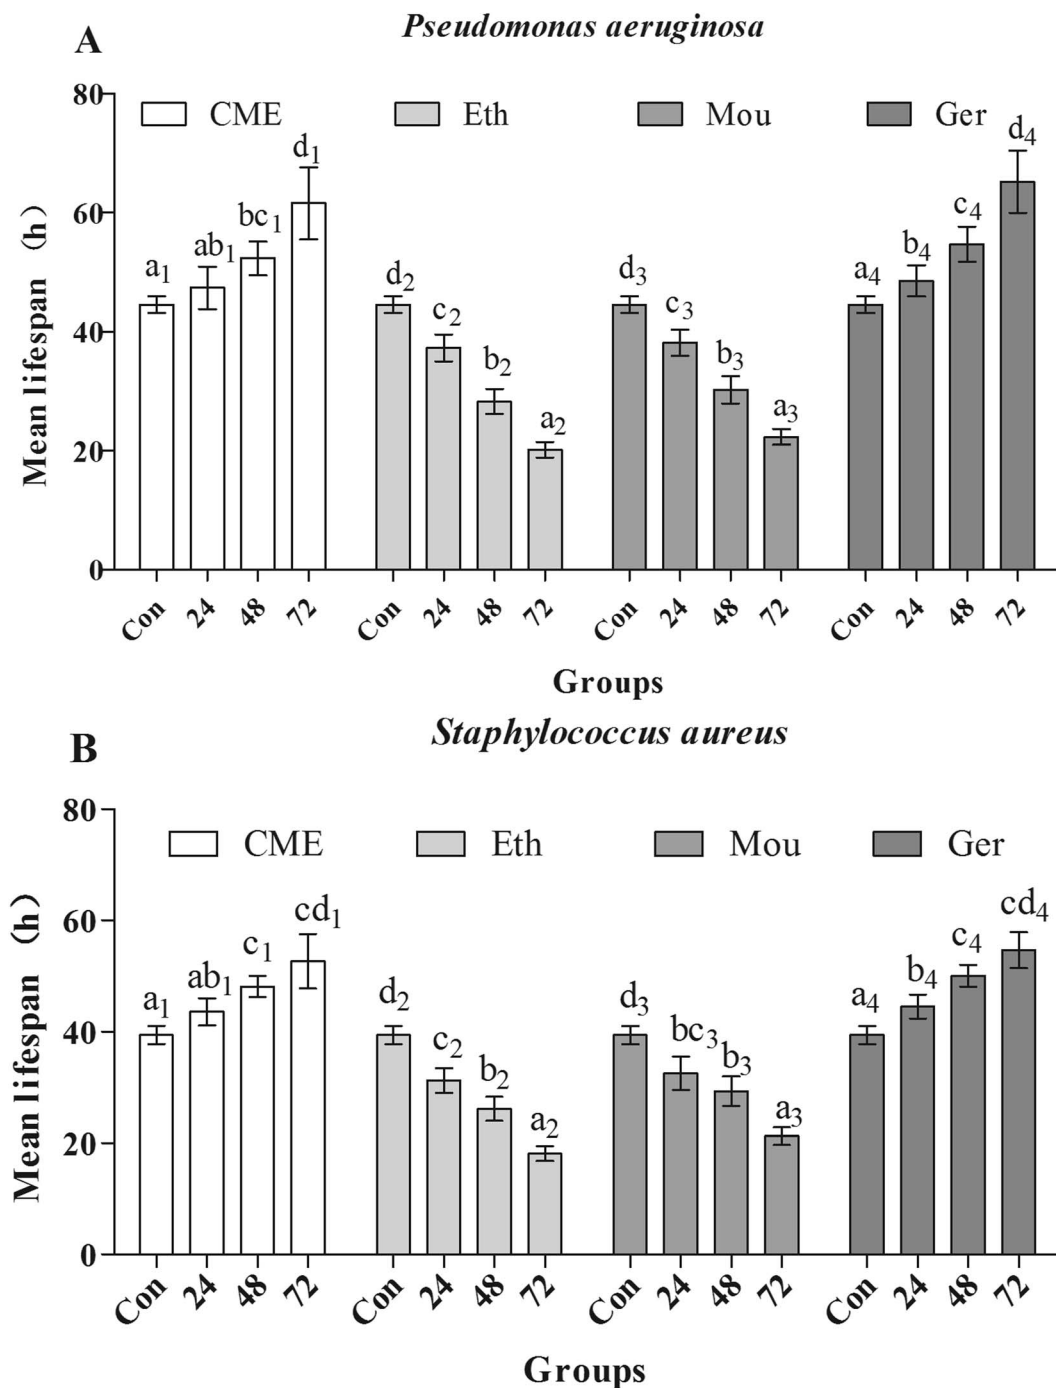 A
Pseudomonas aeruginosa
80
60
40
20
0
Mean lifespan (h)
CME Eth Mou Ger
a1 ab1 bc1 d1 d2 c2 b2 a2 d3 c3 b3 a3 a4 b4 c4 d4
Con 24 48 72 Con 24 48 72 Con 24 48 72 Con 24 48 72
Groups
B
Staphylococcus aureus
80
60
40
20
0
Mean lifespan (h)
CME Eth Mou Ger
a1 ab1 c1 cd1 d2 c2 b2 a2 d3 bc3 b3 a3 a4 b4 c4 cd4
Con 24 48 72 Con 24 48 72 Con 24 48 72 Con 24 48 72
Groups